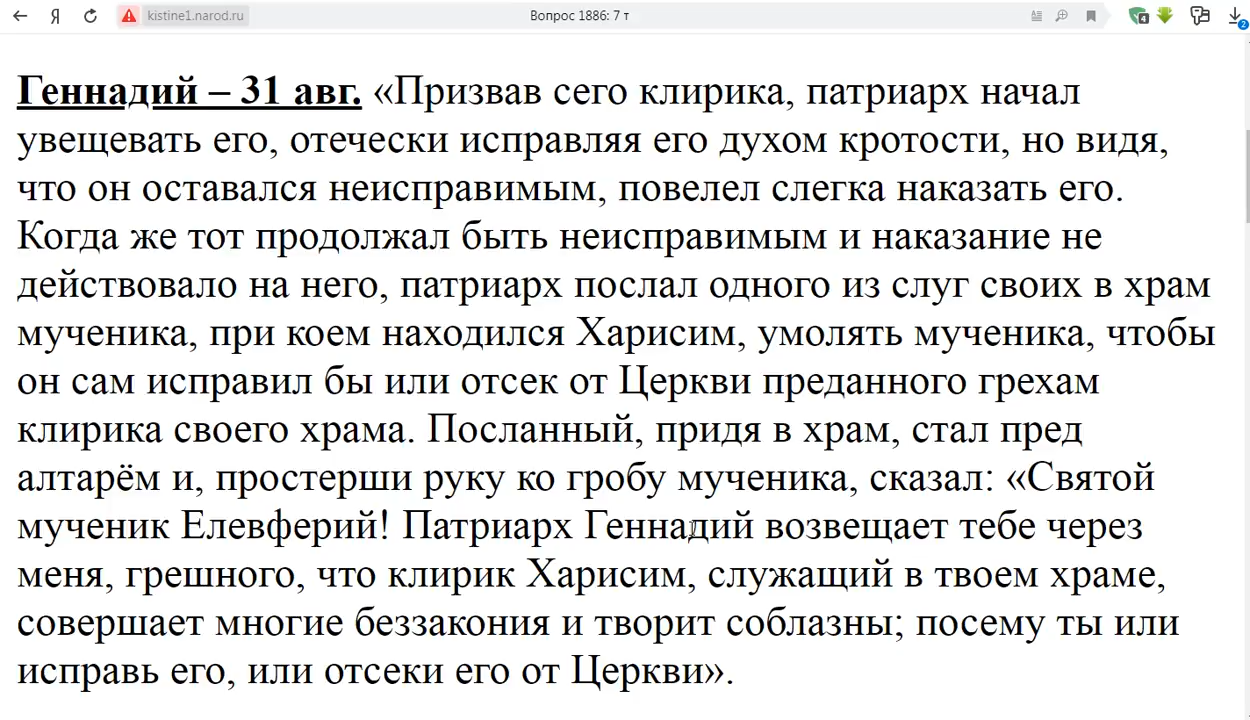 kistine1.narod.ru
Вопрос 1886: 7 т
4
2
Геннадий – 31 авг. «Призвав сего клирика, патриарх начал
увещевать его, отечески исправляя его духом кротости, но видя,
что он оставался неисправимым, повелел слегка наказать его.
Когда же тот продолжал быть неисправимым и наказание не
действовало на него, патриарх послал одного из слуг своих в храм
мученика, при коем находился Харисим, умолять мученика, чтобы
он сам исправил бы или отсек от Церкви преданного грехам
клирика своего храма. Посланный, придя в храм, стал пред
алтарём и, простерши руку ко гробу мученика, сказал: «Святой
мученик Елевферий! Патриарх Геннадий возвещает тебе через
меня, грешного, что клирик Харисим, служащий в твоем храме,
совершает многие беззакония и творит соблазны; посему ты или
исправь его, или отсеки его от Церкви».